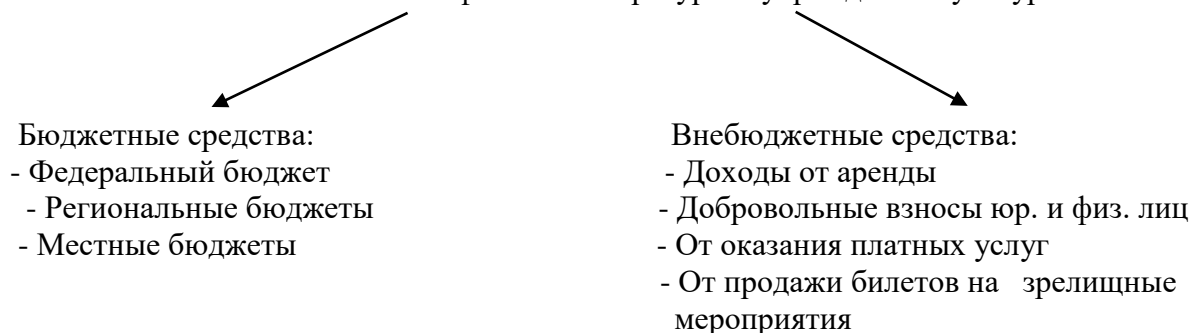 Бюджетные средства:
- Федеральный бюджет
- Региональные бюджеты
- Местные бюджеты
Внебюджетные средства:
- Доходы от аренды
- Добровольные взносы юр. и физ. лиц
- От оказания платных услуг
- От продажи билетов на зрелищные
мероприятия